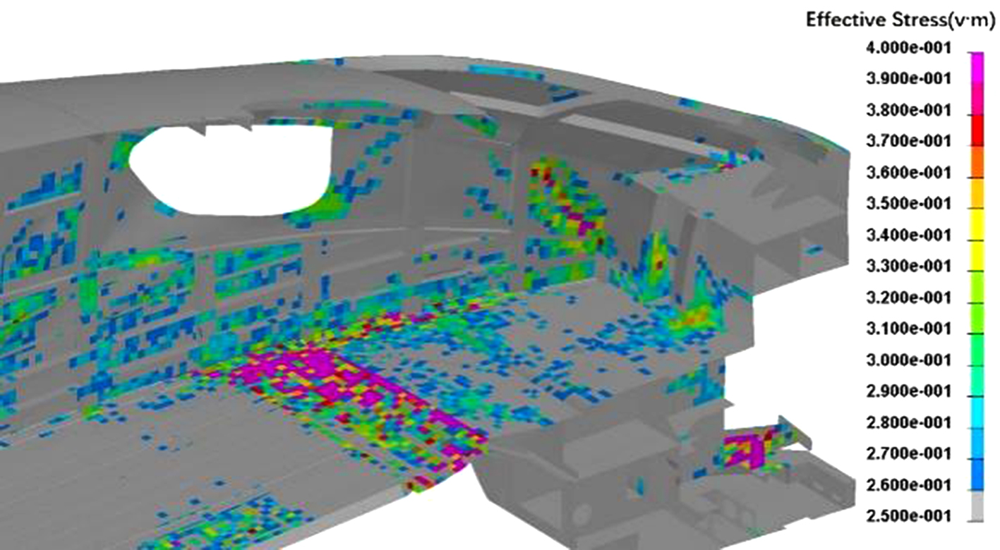 Effective Stress(v·m)
4.000e-001
3.900e-001
3.800e-001
3.700e-001
3.600e-001
3.500e-001
3.400e-001
3.300e-001
3.200e-001
3.100e-001
3.000e-001
2.900e-001
2.800e-001
2.700e-001
2.600e-001
2.500e-001